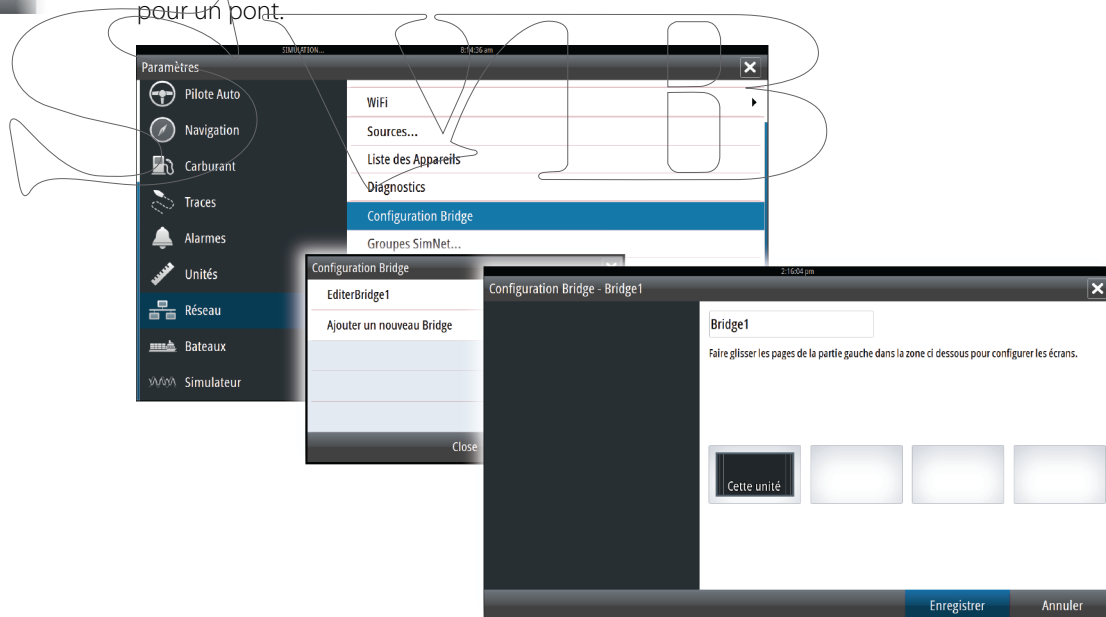 pour un pont.
SIMULATION... 8:14:36 am
Paramètres
Pilote Auto
Navigation
Carburant
Traces
Alarmes
Unités
Réseau
Bateaux
Simulateur
WiFi
Sources...
Liste des Appareils
Diagnostics
Configuration Bridge
Groupes SimNet...
Configuration Bridge
EditerBridge1
Ajouter un nouveau Bridge
Close
2:16:04 pm
Configuration Bridge - Bridge1
Bridge1
Faire glisser les pages de la partie gauche dans la zone ci dessous pour configurer les écrans.
Cette unité
Enregistrer Annuler
SVB